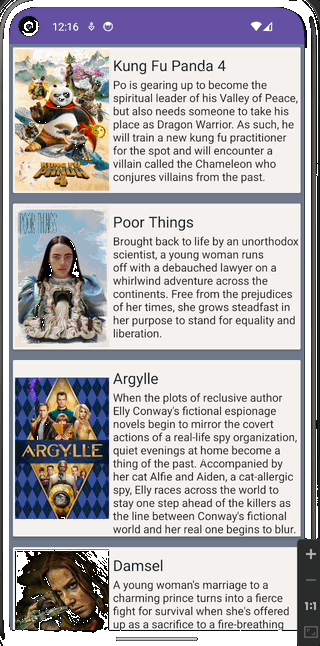 12:16
Kung Fu Panda 4
Po is gearing up to become the
spiritual leader of his Valley of Peace,
but also needs someone to take his
place as Dragon Warrior. As such, he
will train a new kung fu practitioner
for the spot and will encounter a
villain called the Chameleon who
conjures villains from the past.
KUNG FU
PANDA
4
Poor Things
POOR THINGS
Brought back to life by an unorthodox
scientist, a young woman runs
off with a debauched lawyer on a
whirlwind adventure across the
continents. Free from the prejudices
of her times, she grows steadfast in
her purpose to stand for equality and
liberation.
Argylle
When the plots of reclusive author
Elly Conway's fictional espionage
novels begin to mirror the covert
actions of a real-life spy organization,
quiet evenings at home become a
thing of the past. Accompanied by
her cat Alfie and Aiden, a cat-allergic
spy, Elly races across the world to
stay one step ahead of the killers as
the line between Conway's fictional
world and her real one begins to blur.
ARGYLLE
Damsel
A young woman's marriage to a
charming prince turns into a fierce
fight for survival when she's offered
up as a sacrifice to a fire-breathing
1:1